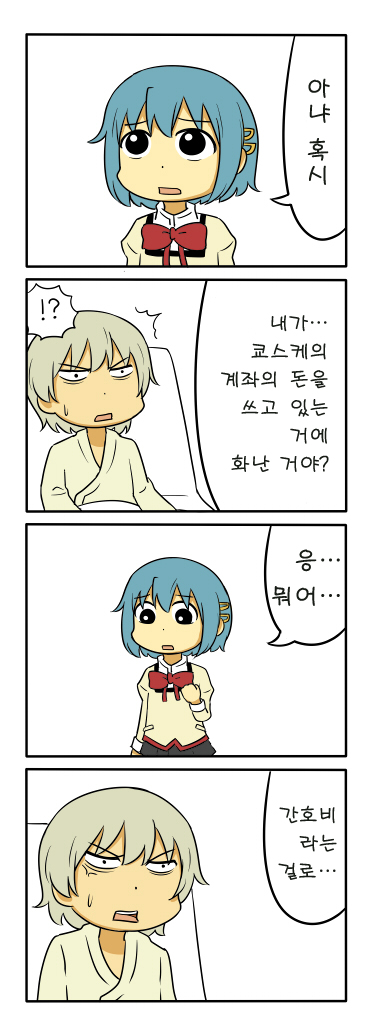 아
냐
혹
시
!?
내가…
쿄스케의
계좌의 돈을
쓰고 있는
거에
화난 거야?
응…
뭐어…
간호비
라는
걸로…